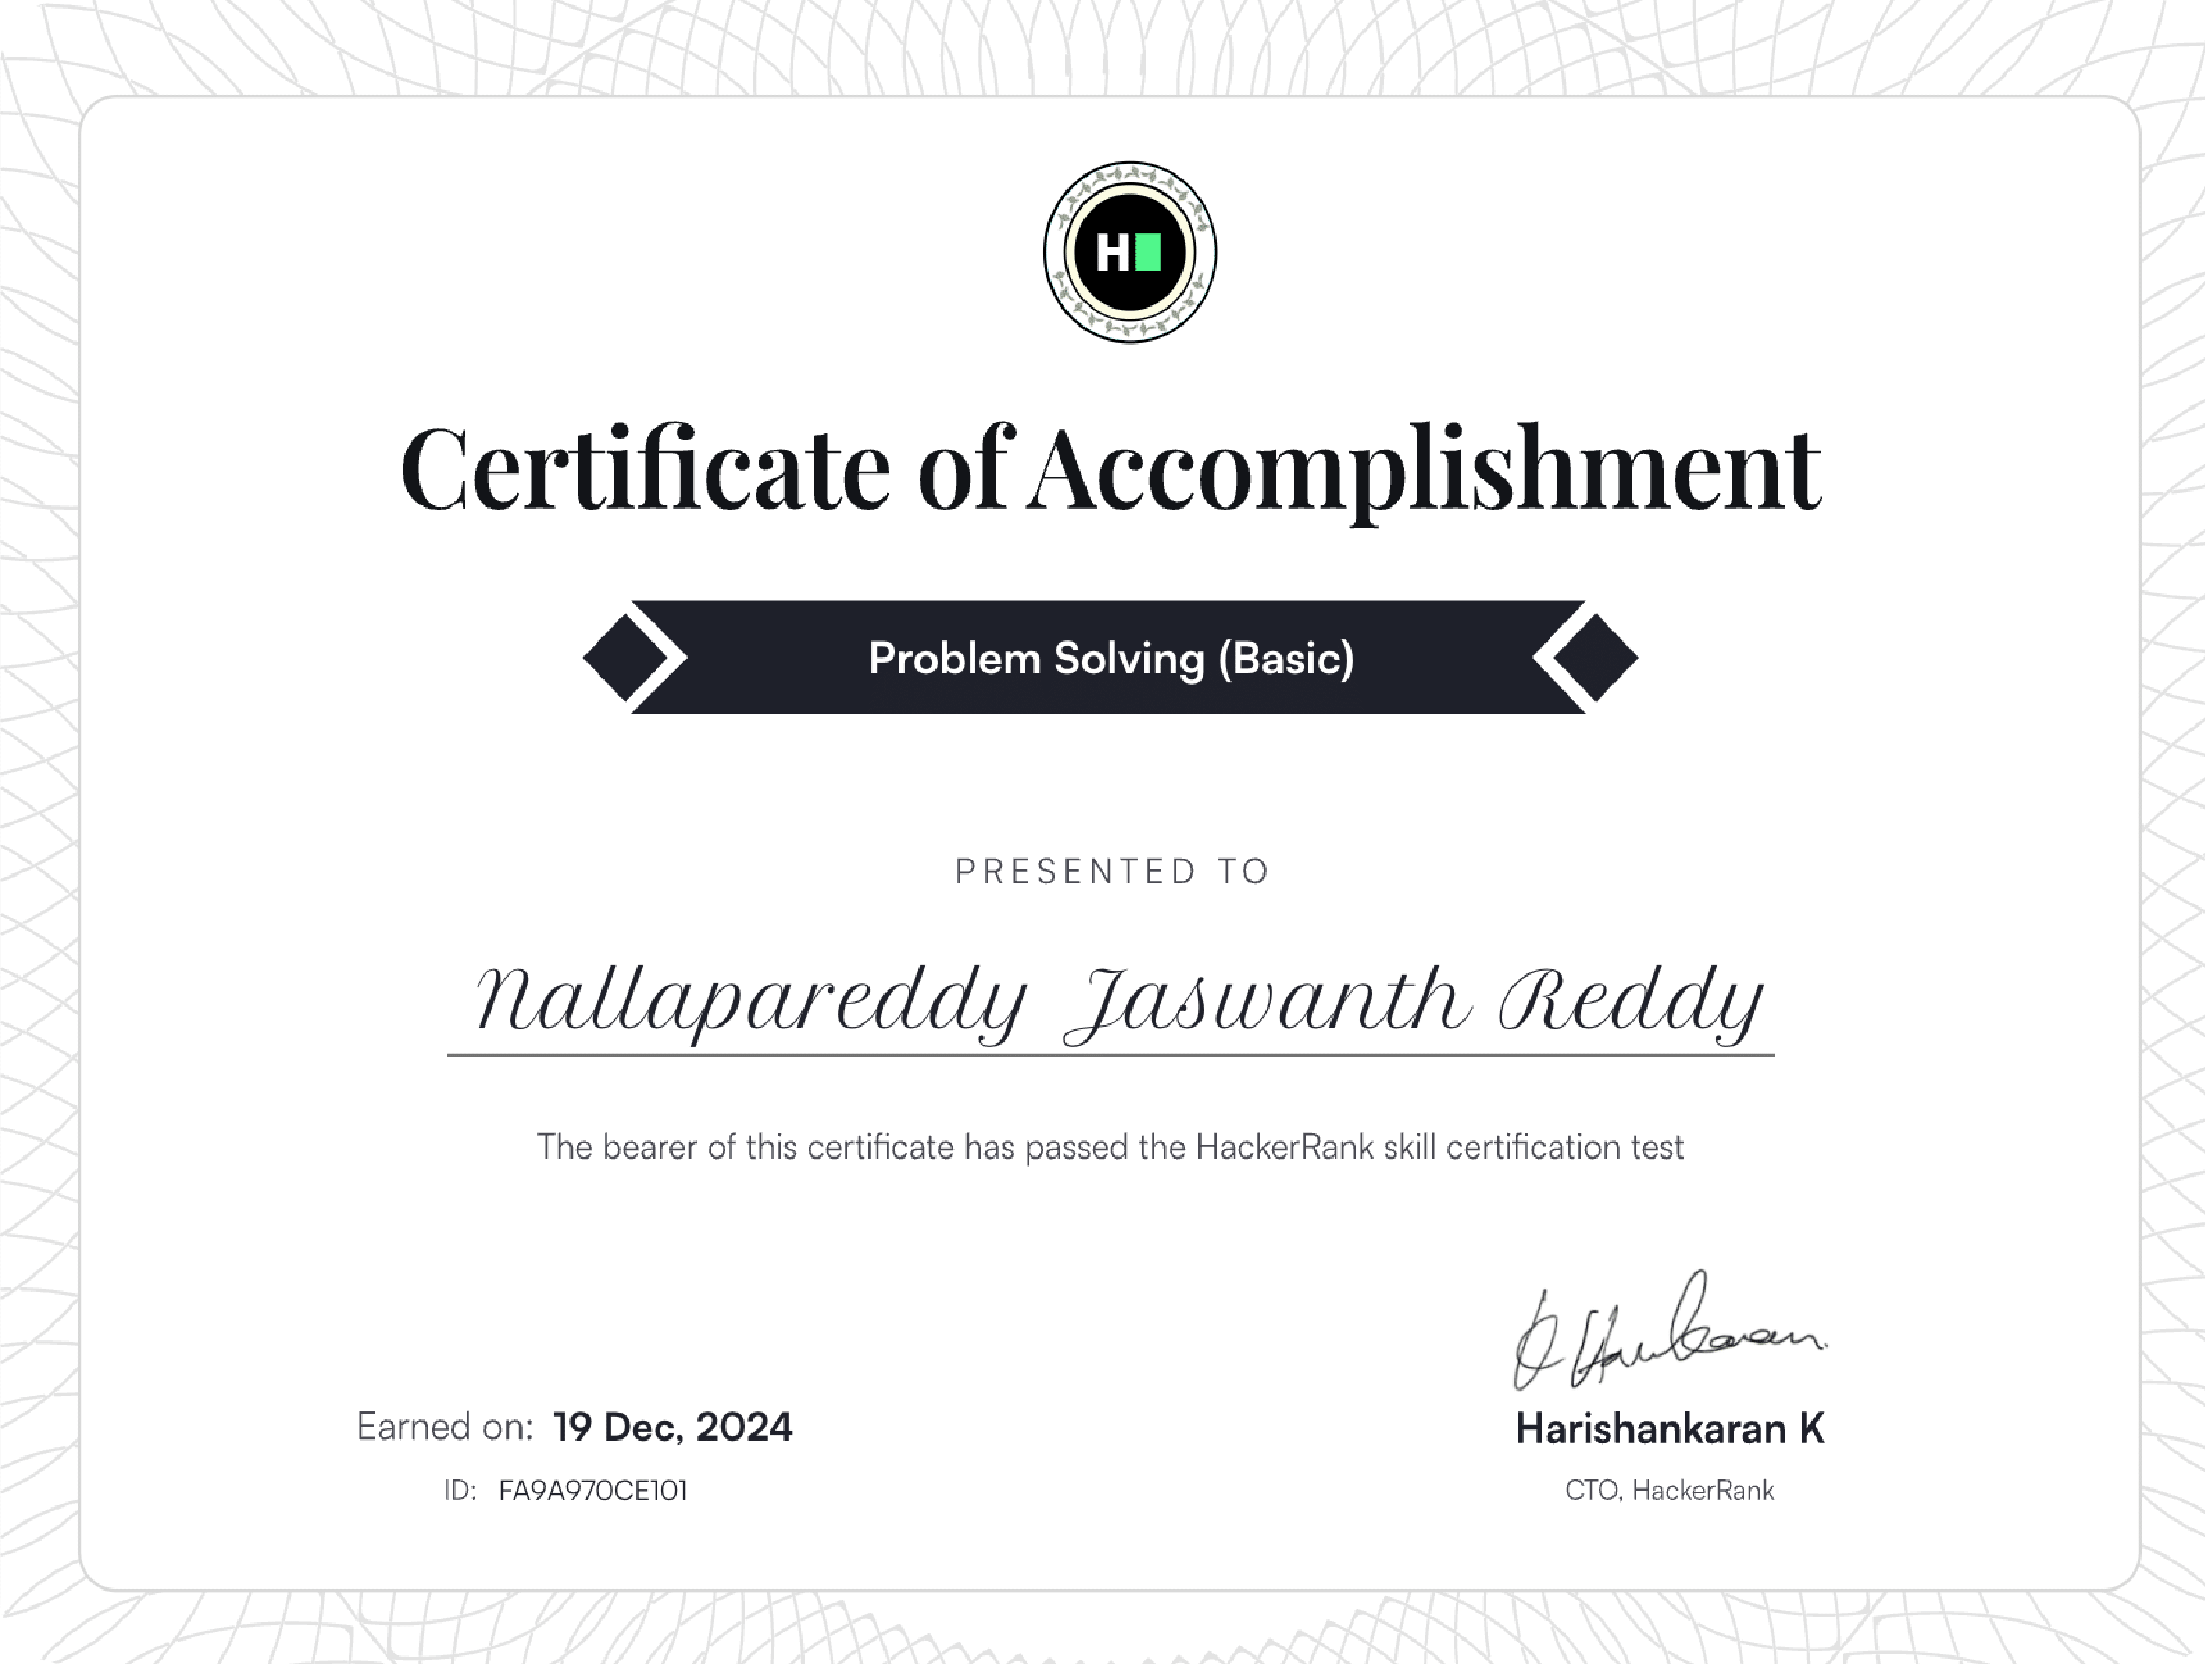 H
Certificate of Accomplishment
Problem Solving (Basic)
PRESENTED TO
Nallapareddy Jaswanth Reddy
The bearer of this certificate has passed the HackerRank skill certification test
Earned on: 19 Dec, 2024
ID: FA9A970CE101
Harishankaran K
CTO, HackerRank